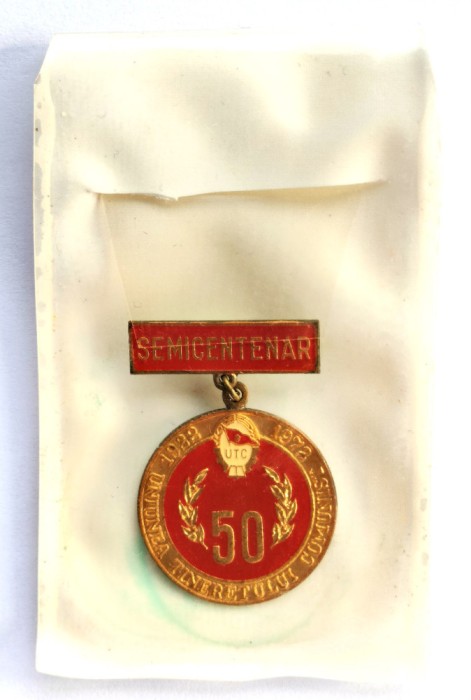 SEMICENTENAR
1922 1972
UTC
50
UNIUNEA TINERETULUI COMUNIST